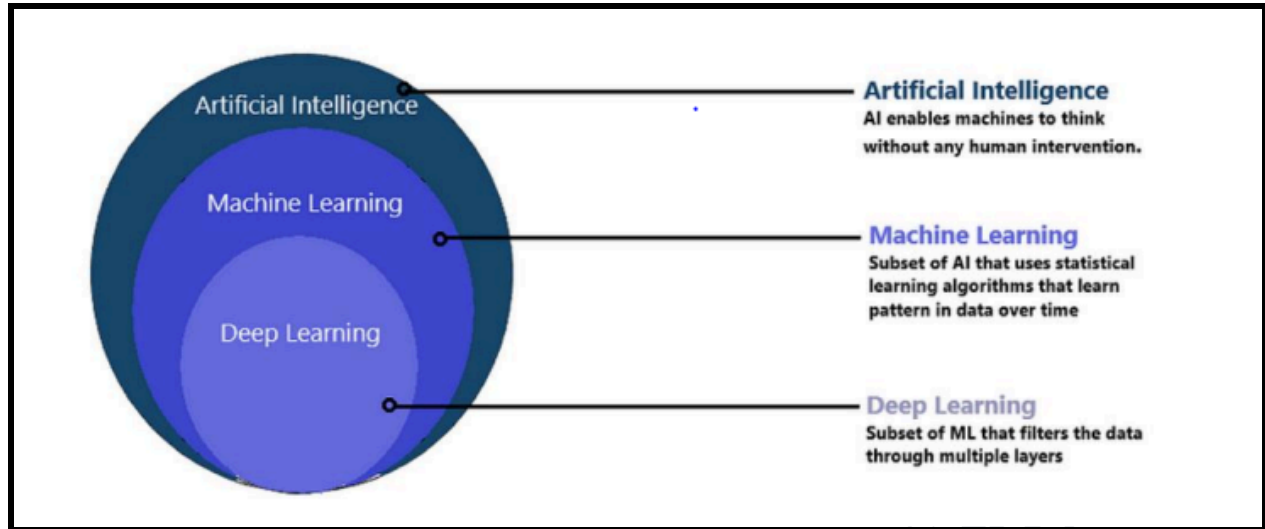 Artificial Intelligence
Machine Learning
Deep Learning
Artificial Intelligence
AI enables machines to think
without any human intervention.
Machine Learning
Subset of AI that uses statistical
learning algorithms that learn
pattern in data over time
Deep Learning
Subset of ML that filters the data
through multiple layers